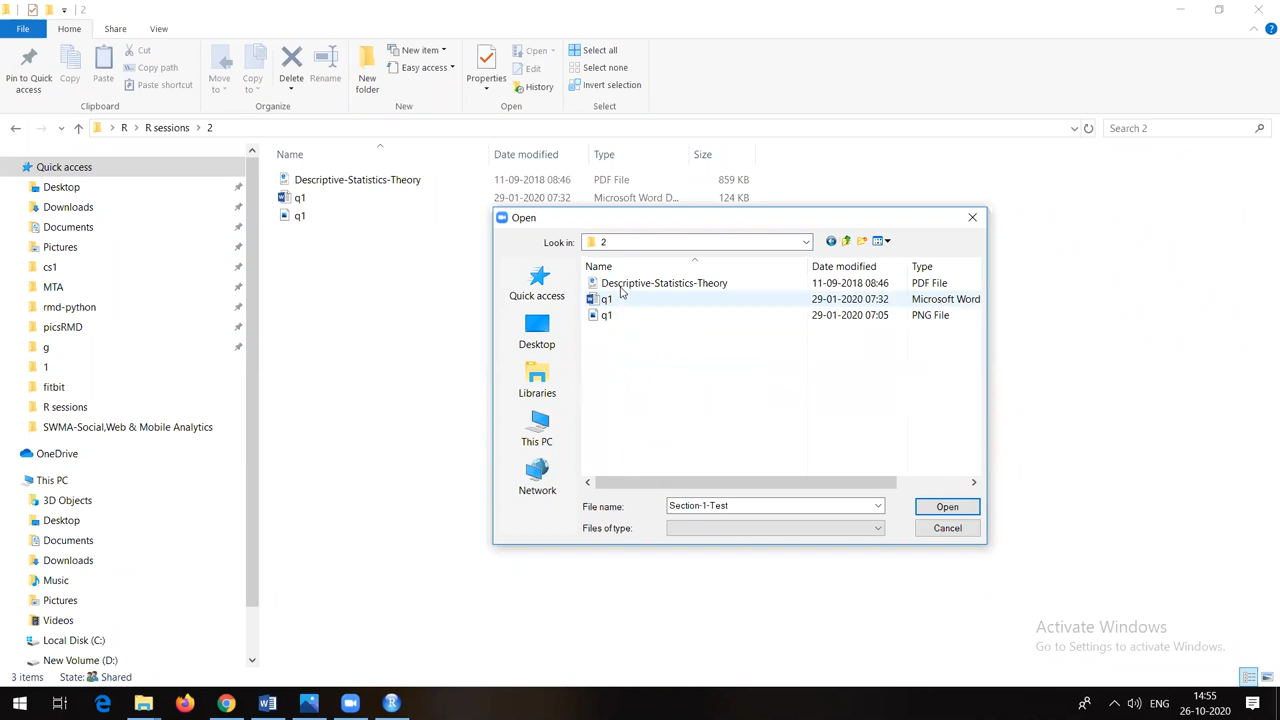 2
File Home Share View
Pin to Quick access
Copy
Paste
Cut
Copy path
Paste shortcut
Clipboard
Move to
Copy to
Delete
Rename
Organize
New folder
New item
Easy access
New
Properties
Open
Edit
History
Open
Select all
Select none
Invert selection
Select
R R sessions 2
Search 2
Name Date modified Type Size
Descriptive-Statistics-Theory 11-09-2018 08:46 PDF File 859 KB
q1 29-01-2020 07:32 Microsoft Word D... 124 KB
q1
Quick access
Desktop
Downloads
Documents
Pictures
cs1
MTA
rmd-python
picsRMD
g
1
fitbit
R sessions
SWMA-Social,Web & Mobile Analytics
OneDrive
This PC
3D Objects
Desktop
Documents
Downloads
Music
Pictures
Videos
Local Disk (C:)
New Volume (D:)
Open
Look in: 2
Name Date modified Type
Descriptive-Statistics-Theory 11-09-2018 08:46 PDF File
q1 29-01-2020 07:32 Microsoft Word
q1 29-01-2020 07:05 PNG File
Quick access
Desktop
Libraries
This PC
Network
File name: Section-1-Test Open
Files of type: Cancel
Activate Windows
Go to Settings to activate Windows.
3 items State: Shared
ENG
14:55
26-10-2020